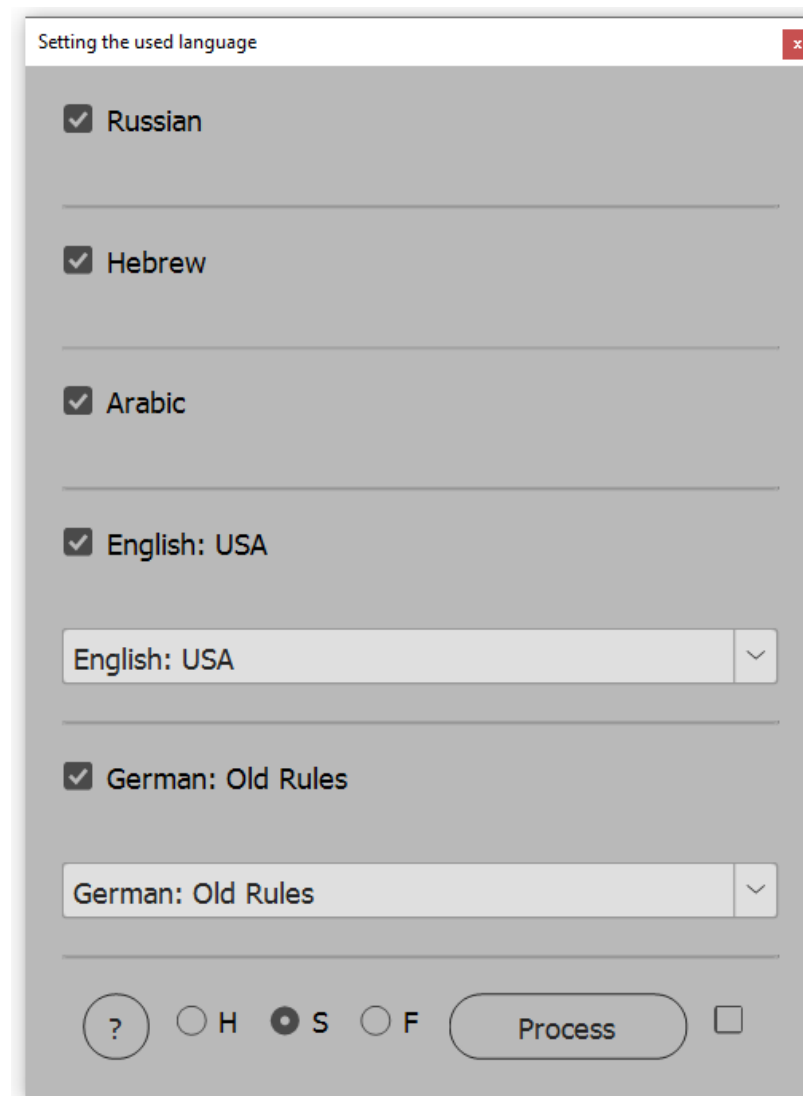 Setting the used language
x
Russian
Hebrew
Arabic
English: USA
English: USA
German: Old Rules
German: Old Rules
? H S F Process